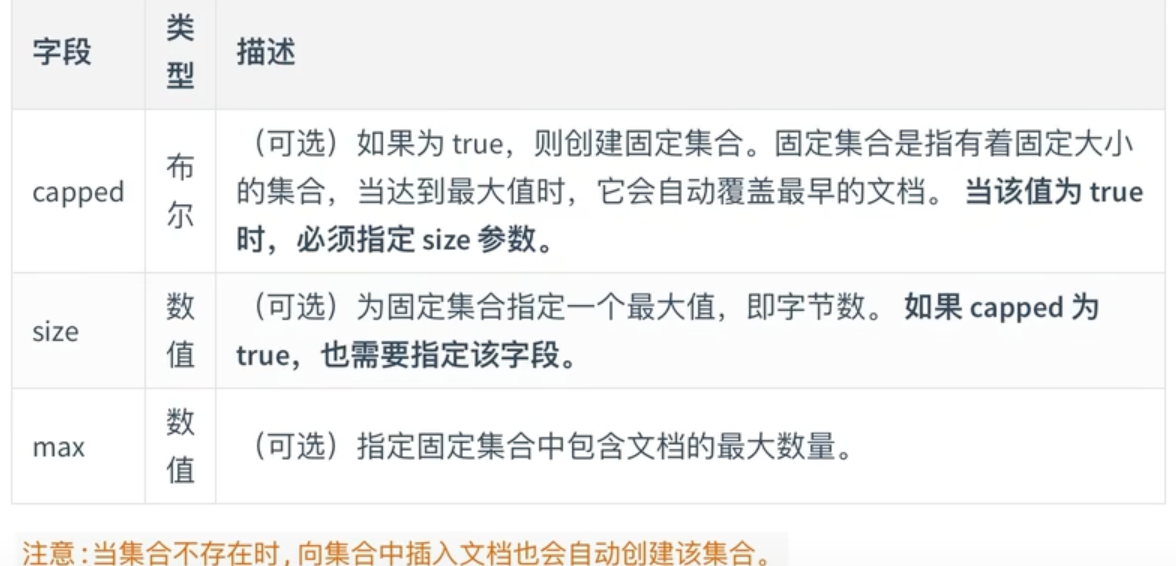 字段
类
型
描述
capped
布
尔
（可选）如果为 true，则创建固定集合。固定集合是指有着固定大小
的集合，当达到最大值时，它会自动覆盖最早的文档。 当该值为 true
时，必须指定 size 参数。
size
数
值
（可选）为固定集合指定一个最大值，即字节数。 如果 capped 为
true，也需要指定该字段。
max
数
值
（可选）指定固定集合中包含文档的最大数量。
注意:当集合不存在时,向集合中插入文档也会自动创建该集合。